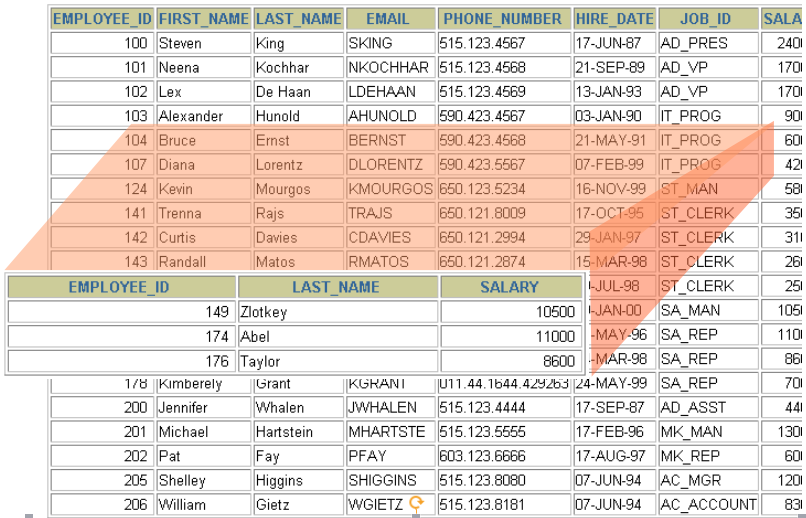 EMPLOYEE_ID FIRST_NAME LAST_NAME EMAIL PHONE_NUMBER HIRE_DATE JOB_ID
100 Steven King SKING 515.123.4567 17-JUN-87 AD_PRES
101 Neena Kochhar NKOCHHAR 515.123.4568 21-SEP-89 AD_VP
102 Lex De Haan LDEHAAN 515.123.4569 13-JAN-93 AD_VP
103 Alexander Hunold AHUNOLD 590.423.4567 03-JAN-90 IT_PROG
104 Bruce Ernst BERNST 590.423.4568 21-MAY-91 IT_PROG
107 Diana Lorentz DLORENTZ 590.423.5567 07-FEB-99 IT_PROG
124 Kevin Mourgos KMOURGOS 650.123.5234 16-NOV-99 ST_MAN
141 Trenna Rajs TRAJS 650.121.8009 17-OCT-95 ST_CLERK
142 Curtis Davies CDAVIES 650.121.2994 29-JAN-97 ST_CLERK
143 Randall Matos RMATOS 650.121.2874 15-MAR-98 ST_CLERK
-JUL-98 ST_CLERK
-JAN-00 SA_MAN
-MAY-96 SA_REP
-MAR-98 SA_REP
EMPLOYEE_ID LAST_NAME SALARY
149 Zlotkey 10500
174 Abel 11000
176 Taylor 8600
178 Kimberely Grant KGRANT 011.44.1644.429263 24-MAY-99 SA_REP
200 Jennifer Whalen JWHALEN 515.123.4444 17-SEP-87 AD_ASST
201 Michael Hartstein MHARTSTE 515.123.5555 17-FEB-96 MK_MAN
202 Pat Fay PFAY 603.123.6666 17-AUG-97 MK_REP
205 Shelley Higgins SHIGGINS 515.123.8080 07-JUN-94 AC_MGR
206 William Gietz WGIETZ 515.123.8181 07-JUN-94 AC_ACCOUNT